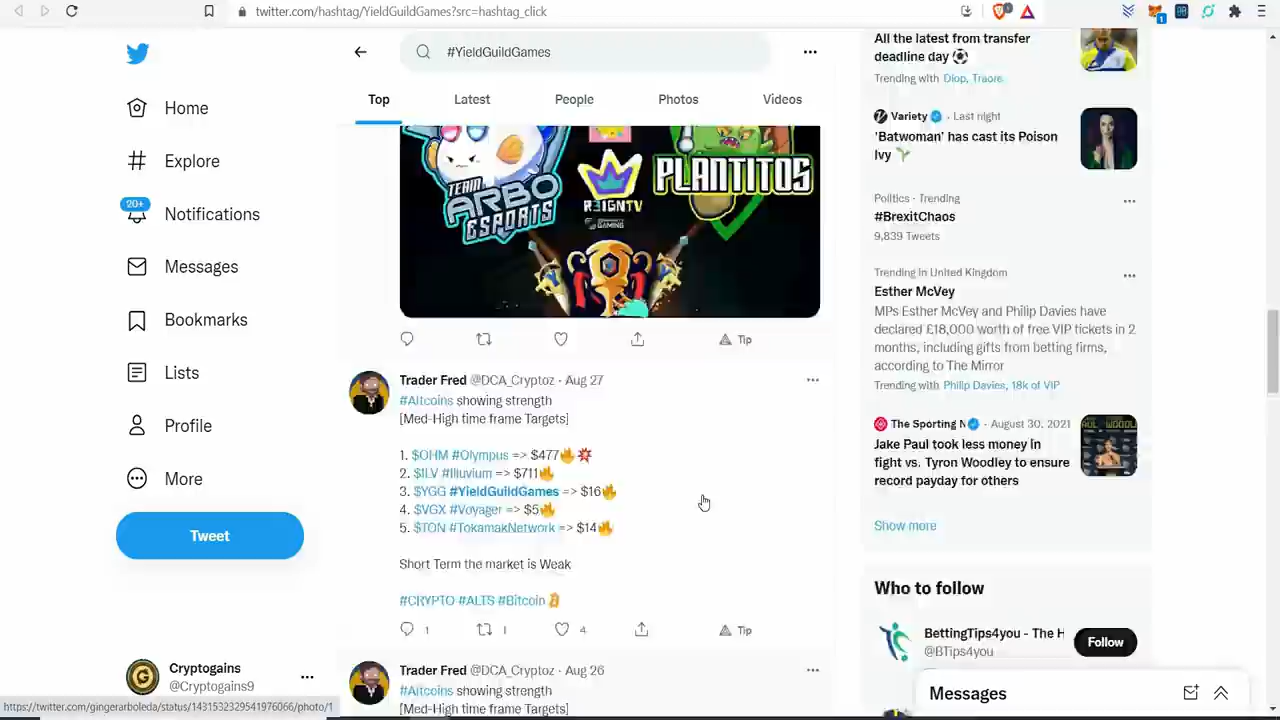 twitter.com/hashtag/YieldGuildGames?src=hashtag_click
1
#YieldGuildGames
Top
Latest
People
Photos
Videos
Home
Explore
20+
Notifications
Messages
Bookmarks
Lists
Profile
More
Tweet
Cryptogains
@Cryptogains9
https://twitter.com/gingerarboleda/status/1431532329541976066/photo/1
TEAM
ARBO
ESPORTS
REIGNTV
GAMING
PLANTITOS
Tip
Trader Fred @DCA_Cryptoz · Aug 27
#Altcoins showing strength
[Med-High time frame Targets]
1. $OHM #Olympus => $477🔥💥
2. $ILV #Illuvium => $711🔥
3. $YGG #YieldGuildGames => $16🔥
4. $VGX #Voyager => $5🔥
5. $TON #TokamakNetwork => $14🔥
Short Term the market is Weak
#CRYPTO #ALTS #Bitcoin
1 1 4 Tip
Trader Fred @DCA_Cryptoz · Aug 26
#Altcoins showing strength
[Med-High time frame Targets]
All the latest from transfer
deadline day ⚽
Trending with Diop, Traore
Variety · Last night
'Batwoman' has cast its Poison
Ivy 🌱
Politics · Trending
#BrexitChaos
9,839 Tweets
Trending in United Kingdom
Esther McVey
MPs Esther McVey and Philip Davies have
declared £18,000 worth of free VIP tickets in 2
months, including gifts from betting firms,
according to The Mirror
Trending with Philip Davies, 18k of VIP
The Sporting N · August 30, 2021
Jake Paul took less money in
fight vs. Tyron Woodley to ensure
record payday for others
Show more
Who to follow
BettingTips4you - The H
@BTips4you
Follow
Messages